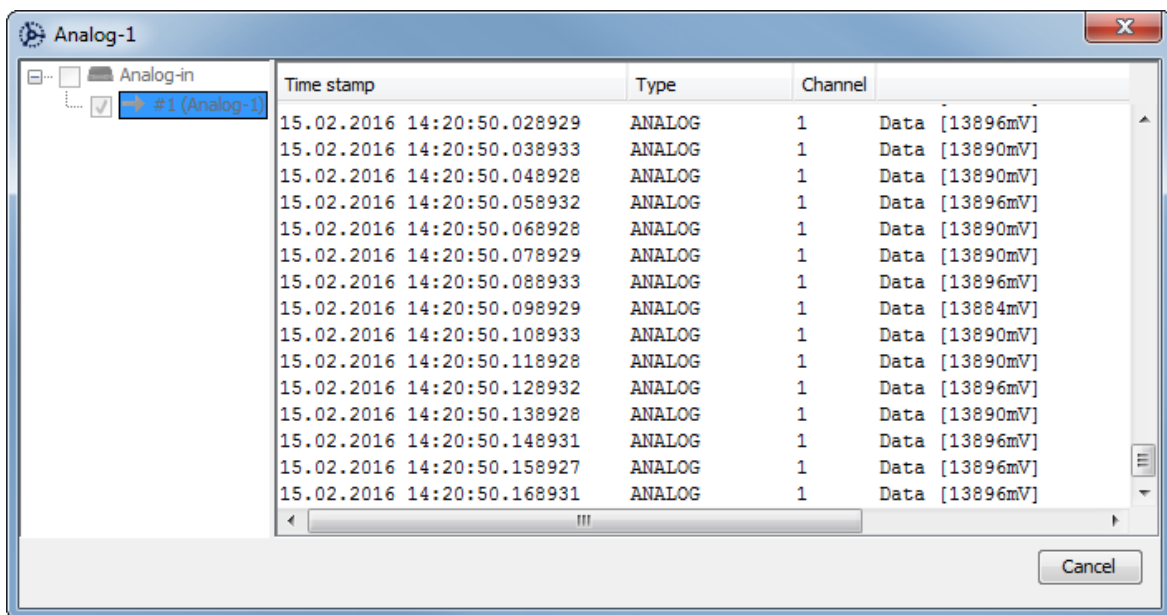 Analog-1
Analog-in
#1 (Analog-1)
Time stamp Type Channel
15.02.2016 14:20:50.028929 ANALOG 1 Data [13896mV]
15.02.2016 14:20:50.038933 ANALOG 1 Data [13890mV]
15.02.2016 14:20:50.048928 ANALOG 1 Data [13890mV]
15.02.2016 14:20:50.058932 ANALOG 1 Data [13896mV]
15.02.2016 14:20:50.068928 ANALOG 1 Data [13890mV]
15.02.2016 14:20:50.078929 ANALOG 1 Data [13890mV]
15.02.2016 14:20:50.088933 ANALOG 1 Data [13896mV]
15.02.2016 14:20:50.098929 ANALOG 1 Data [13884mV]
15.02.2016 14:20:50.108933 ANALOG 1 Data [13890mV]
15.02.2016 14:20:50.118928 ANALOG 1 Data [13890mV]
15.02.2016 14:20:50.128932 ANALOG 1 Data [13896mV]
15.02.2016 14:20:50.138928 ANALOG 1 Data [13890mV]
15.02.2016 14:20:50.148931 ANALOG 1 Data [13896mV]
15.02.2016 14:20:50.158927 ANALOG 1 Data [13896mV]
15.02.2016 14:20:50.168931 ANALOG 1 Data [13896mV]
Cancel